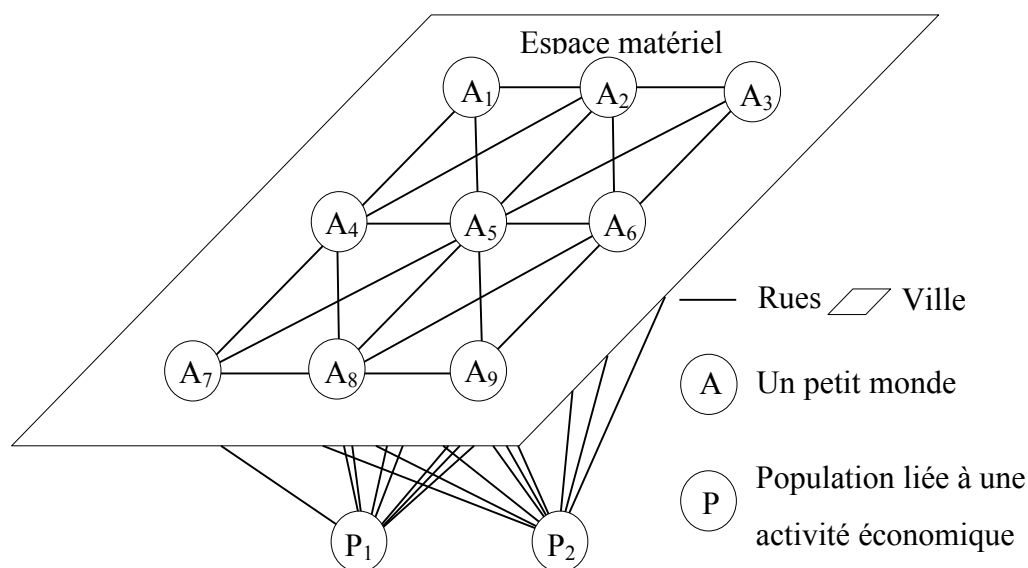 Espace matériel
A₁ A₂ A₃
A₄ A₅ A₆
Rues Ville
A₇ A₈ A₉
A Un petit monde
P Population liée à une
activité économique
P₁ P₂